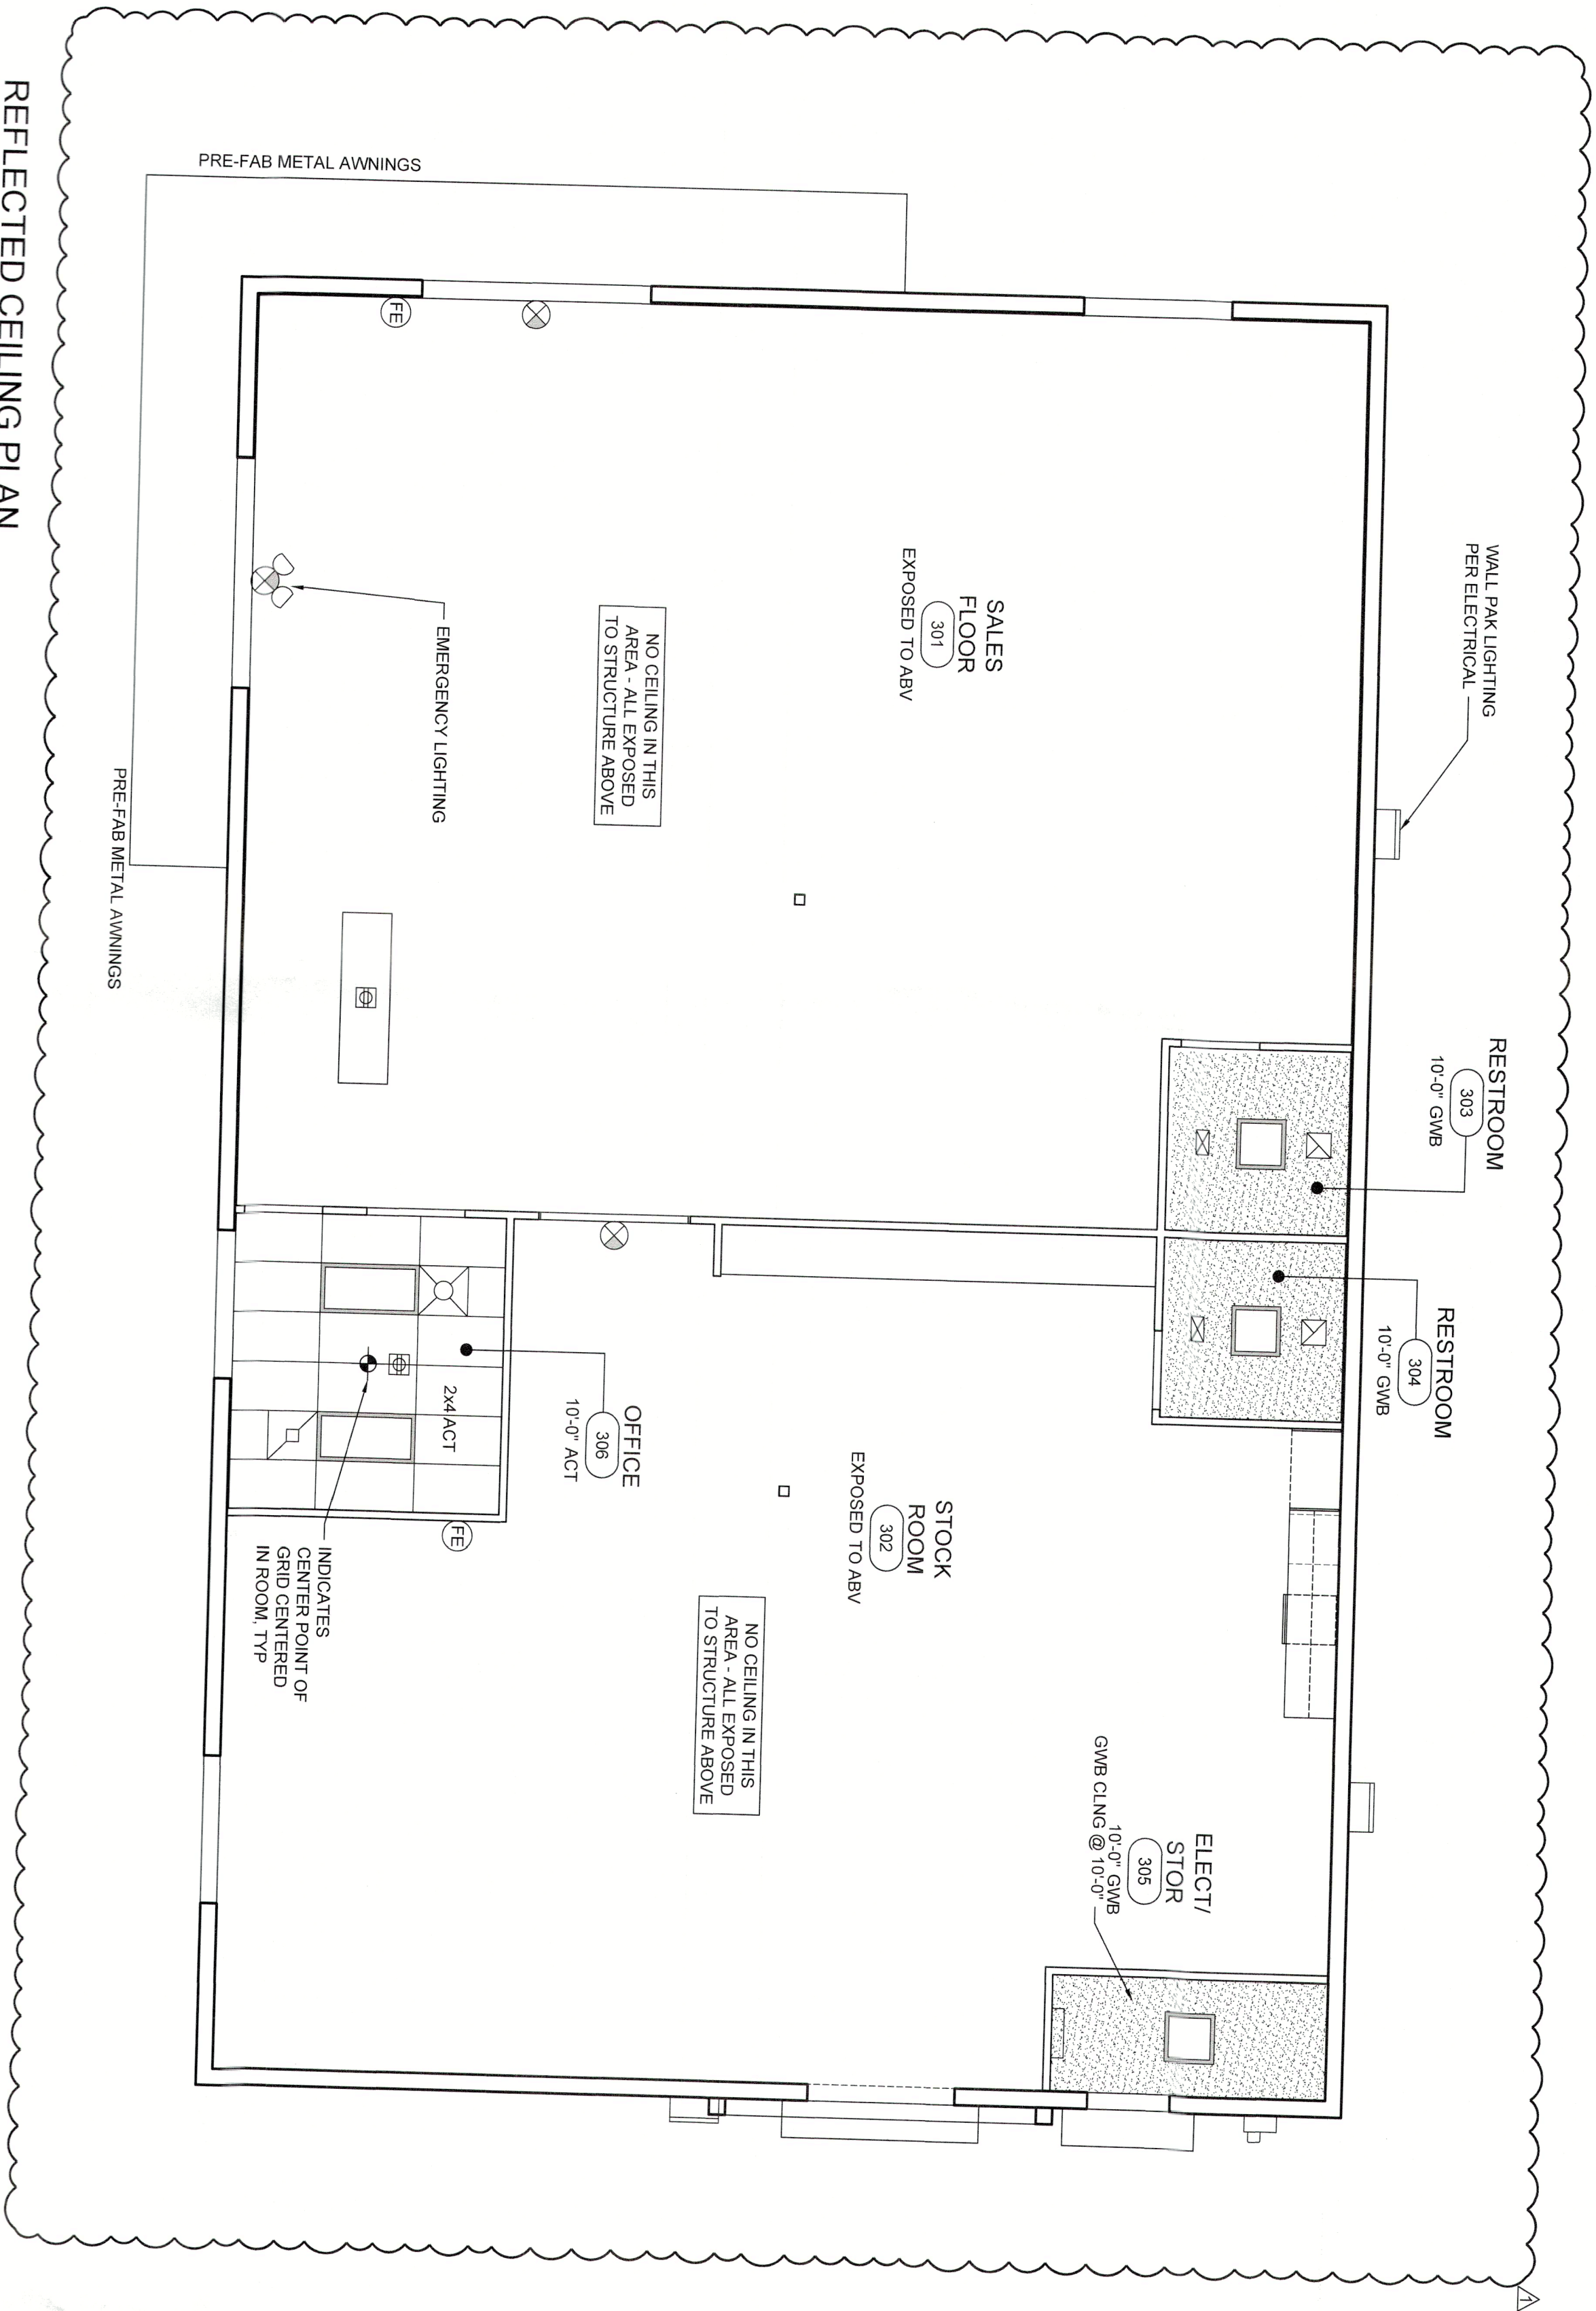 WALL PAK LIGHTING
PER ELECTRICAL
RESTROOM
303
10'-0" GWB
RESTROOM
304
10'-0" GWB
ELECT/
STOR
305
10'-0" GWB
GWB CLNG @ 10'-0"
SALES
FLOOR
301
EXPOSED TO ABV
STOCK
ROOM
302
EXPOSED TO ABV
NO CEILING IN THIS
AREA - ALL EXPOSED
TO STRUCTURE ABOVE
NO CEILING IN THIS
AREA - ALL EXPOSED
TO STRUCTURE ABOVE
OFFICE
306
10'-0" ACT
2x4 ACT
FE
FE
EMERGENCY LIGHTING
INDICATES
CENTER POINT OF
GRID CENTERED
IN ROOM, TYP
PRE-FAB METAL AWNINGS
PRE-FAB METAL AWNINGS
REFLECTED CEILING PLAN
1